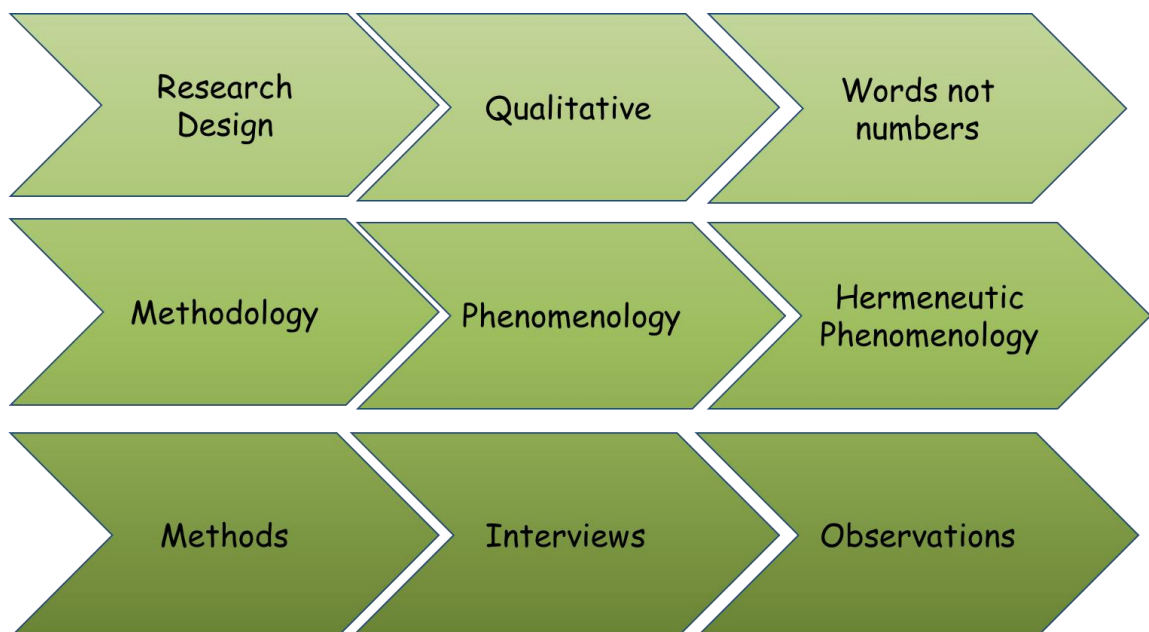 Research
Design
Qualitative
Words not
numbers
Methodology
Phenomenology
Hermeneutic
Phenomenology
Methods
Interviews
Observations